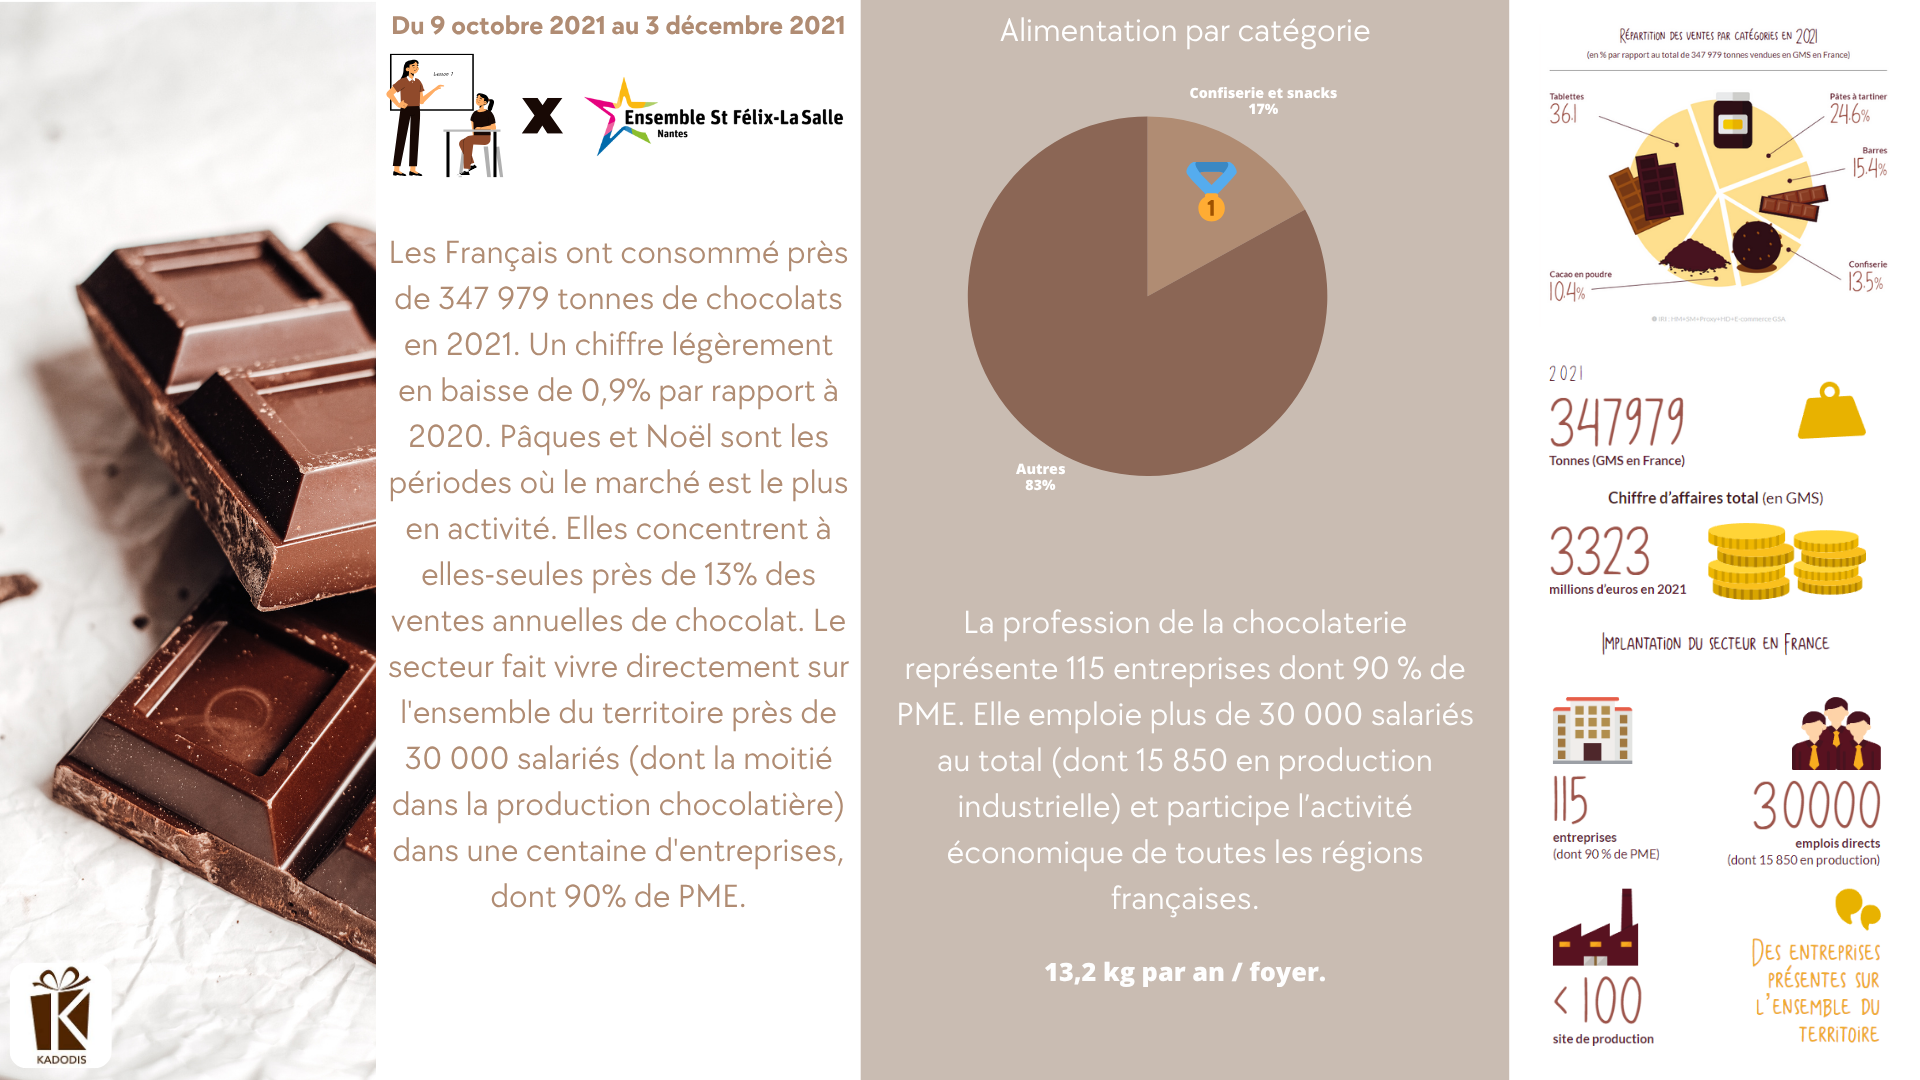 Du 9 octobre 2021 au 3 décembre 2021
Lesson 1
X
Ensemble St Félix-La Salle
Nantes
Les Français ont consommé près
de 347 979 tonnes de chocolats
en 2021. Un chiffre légèrement
en baisse de 0,9% par rapport à
2020. Pâques et Noël sont les
périodes où le marché est le plus
en activité. Elles concentrent à
elles-seules près de 13% des
ventes annuelles de chocolat. Le
secteur fait vivre directement sur
l'ensemble du territoire près de
30 000 salariés (dont la moitié
dans la production chocolatière)
dans une centaine d'entreprises,
dont 90% de PME.
K
KADODIS
Alimentation par catégorie
Confiserie et snacks
17%
1
Autres
83%
La profession de la chocolaterie
représente 115 entreprises dont 90 % de
PME. Elle emploie plus de 30 000 salariés
au total (dont 15 850 en production
industrielle) et participe l'activité
économique de toutes les régions
françaises.
13,2 kg par an / foyer.
RÉPARTITION DES VENTES PAR CATÉGORIES EN 2021
(en % par rapport au total de 347 979 tonnes vendues en GMS en France)
Tablettes
36.1
Pâtes à tartiner
24.6%
Barres
15.4%
Confiserie
13.5%
Cacao en poudre
10.4%
IRI : HM+SM+Proxy+HD+E-commerce GSA
2021
347979
Tonnes (GMS en France)
Chiffre d'affaires total (en GMS)
3323
millions d'euros en 2021
IMPLANTATION DU SECTEUR EN FRANCE
115
entreprises
(dont 90 % de PME)
30000
emplois directs
(dont 15 850 en production)
<100
site de production
DES ENTREPRISES
PRÉSENTES SUR
L'ENSEMBLE DU
TERRITOIRE